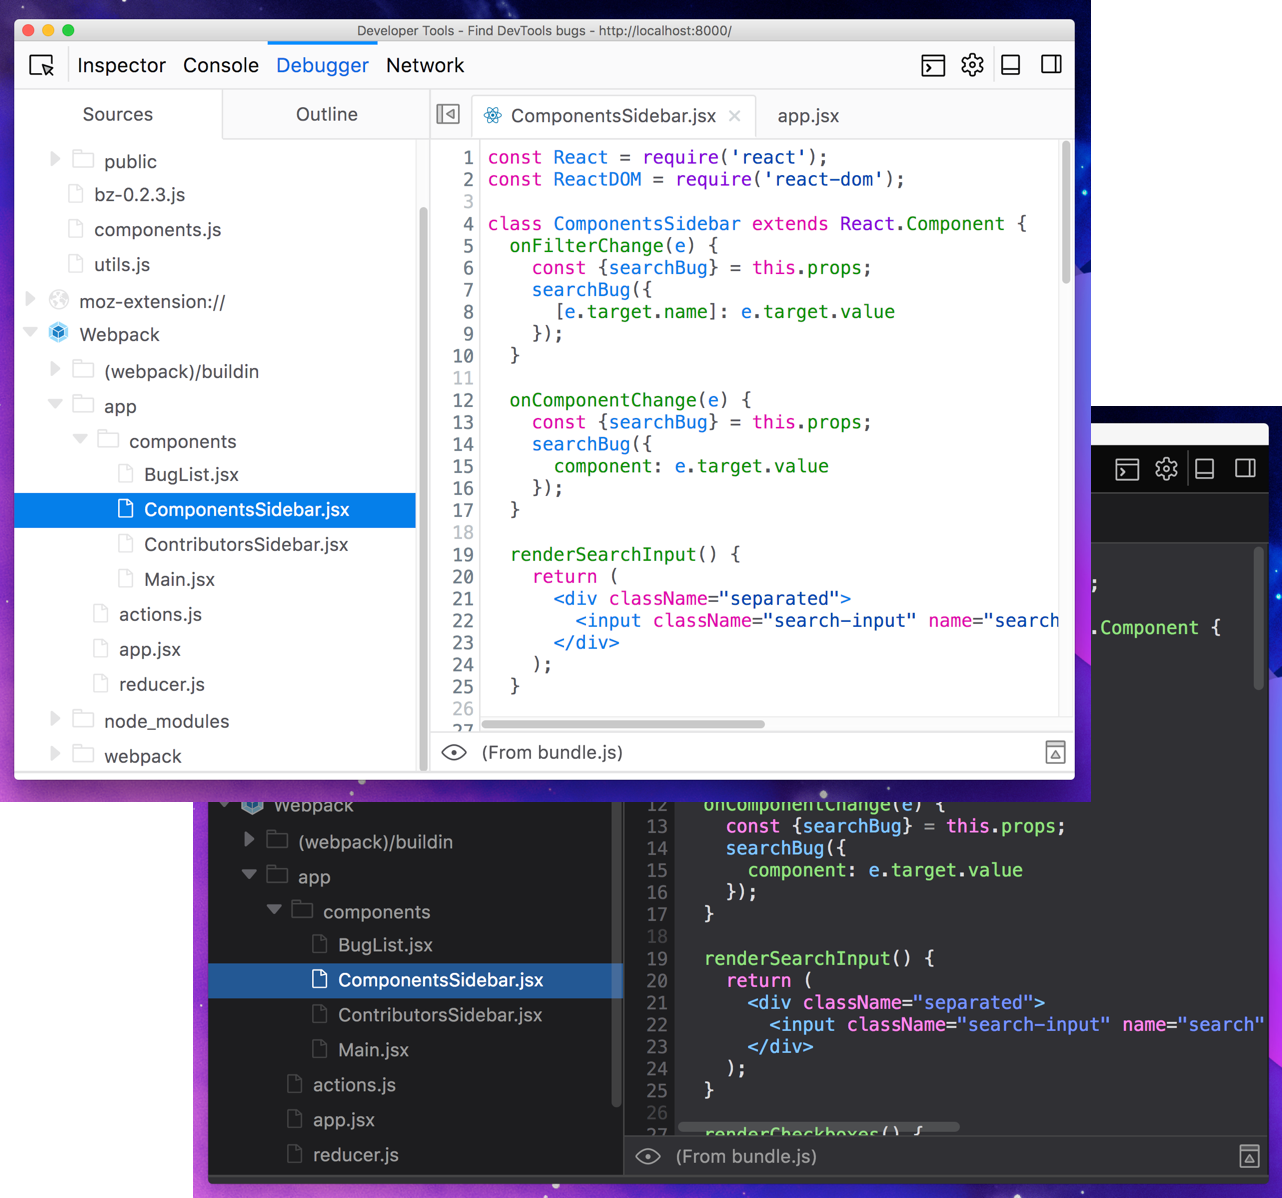 Developer Tools - Find DevTools bugs - http://localhost:8000/
Inspector Console Debugger Network
Sources Outline
ComponentsSidebar.jsx app.jsx
public
bz-0.2.3.js
components.js
utils.js
moz-extension://
Webpack
(webpack)/buildin
app
components
BugList.jsx
ComponentsSidebar.jsx
ContributorsSidebar.jsx
Main.jsx
actions.js
app.jsx
reducer.js
node_modules
webpack
1 const React = require('react');
2 const ReactDOM = require('react-dom');
3
4 class ComponentsSidebar extends React.Component {
5 onFilterChange(e) {
6 const {searchBug} = this.props;
7 searchBug({
8 [e.target.name]: e.target.value
9 });
10 }
11
12 onComponentChange(e) {
13 const {searchBug} = this.props;
14 searchBug({
15 component: e.target.value
16 });
17 }
18
19 renderSearchInput() {
20 return (
21 <div className="separated">
22 <input className="search-input" name="search
23 </div>
24 );
25 }
26
27
(From bundle.js)
;
.Component {
Webpack
(webpack)/buildin
app
components
BugList.jsx
ComponentsSidebar.jsx
ContributorsSidebar.jsx
Main.jsx
actions.js
app.jsx
reducer.js
12 onComponentChange(e) {
13 const {searchBug} = this.props;
14 searchBug({
15 component: e.target.value
16 });
17 }
18
19 renderSearchInput() {
20 return (
21 <div className="separated">
22 <input className="search-input" name="search"
23 </div>
24 );
25 }
26
27 renderCheckboxes() {
(From bundle.js)